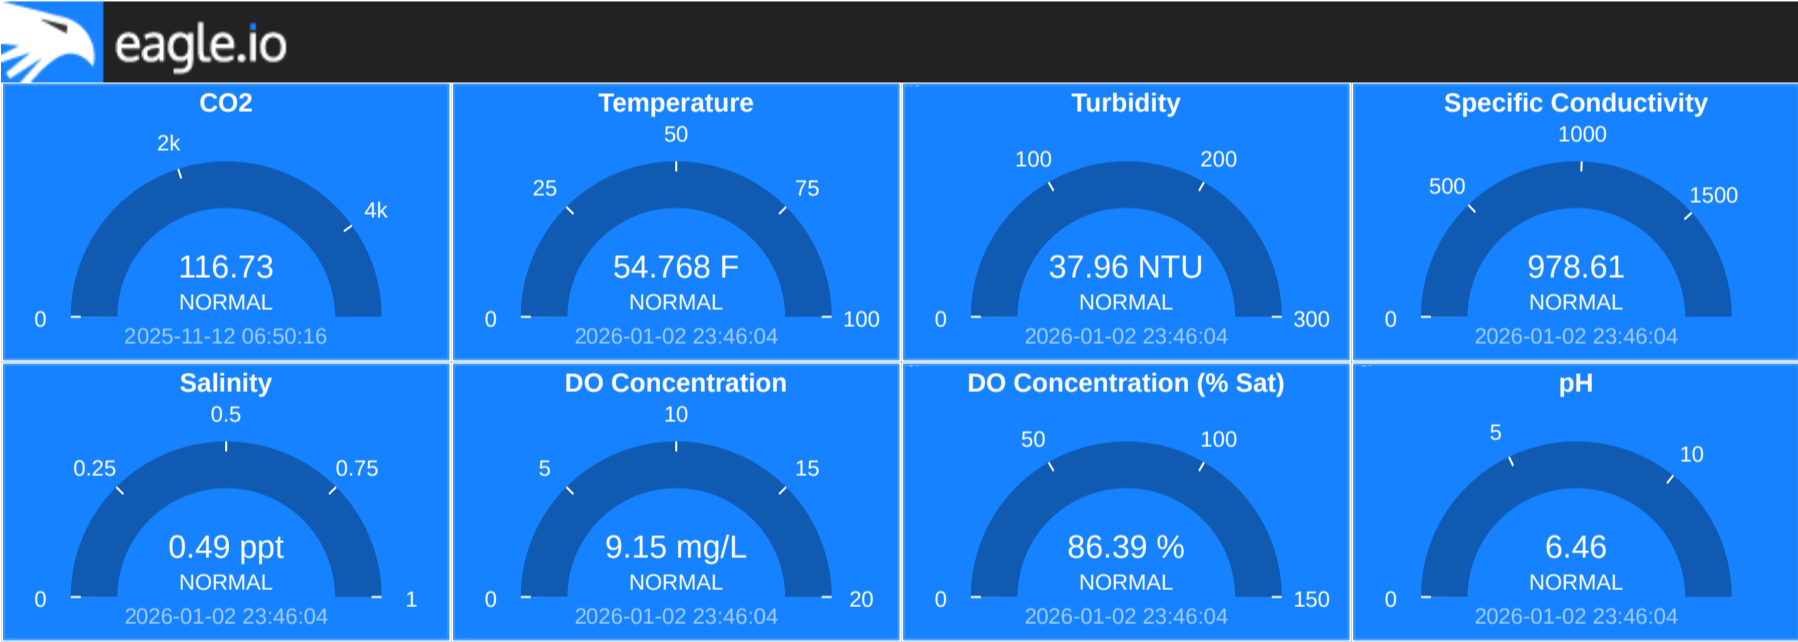 eagle.io
CO2
2k
4k
116.73
NORMAL
0
2025-11-12 06:50:16
Temperature
50
25
75
54.768 F
NORMAL
0
100
2026-01-02 23:46:04
Turbidity
100
200
37.96 NTU
NORMAL
0
300
2026-01-02 23:46:04
Specific Conductivity
1000
500
1500
978.61
NORMAL
0
2026-01-02 23:46:04
Salinity
0.5
0.25
0.75
0.49 ppt
NORMAL
0
1
2026-01-02 23:46:04
DO Concentration
10
5
15
9.15 mg/L
NORMAL
0
20
2026-01-02 23:46:04
DO Concentration (% Sat)
50
100
86.39 %
NORMAL
0
150
2026-01-02 23:46:04
pH
5
10
6.46
NORMAL
0
2026-01-02 23:46:04